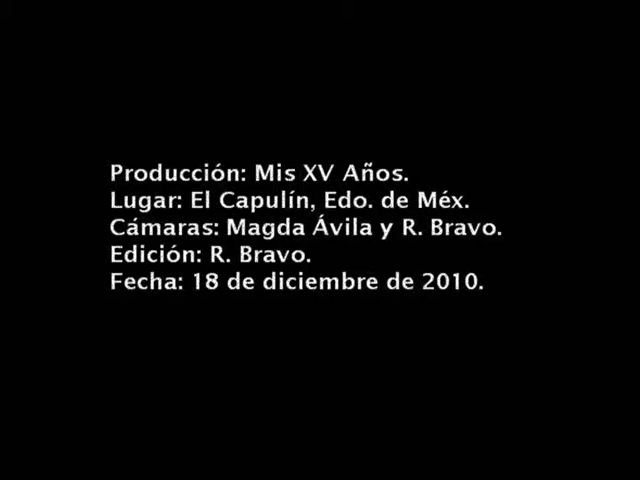 Producción: Mis XV Años.
Lugar: El Capulín, Edo. de Méx.
Cámaras: Magda Ávila y R. Bravo.
Edición: R. Bravo.
Fecha: 18 de diciembre de 2010.